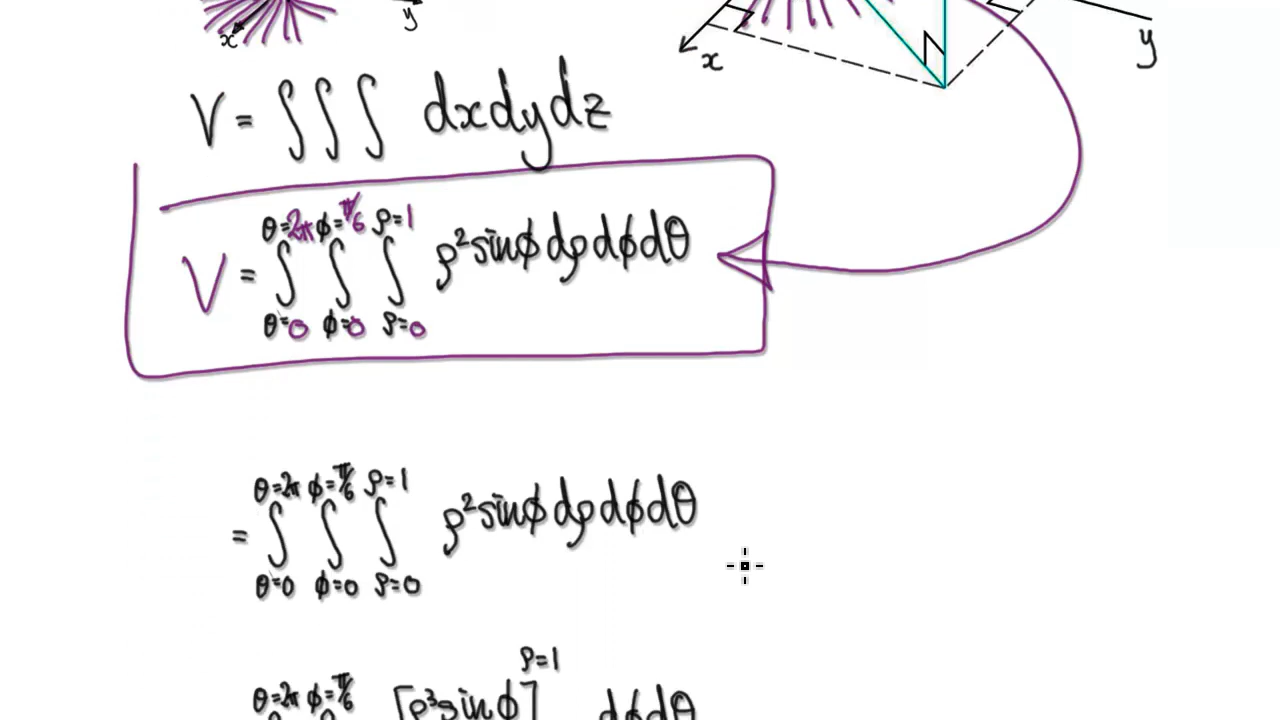 x y x y
V = ∫∫∫ dxdydz
θ=2π ϕ=π/6 ρ=1
V = ∫ ∫ ∫ ρ²sinϕ dρ dϕ dθ
θ=0 ϕ=0 ρ=0
θ=2π ϕ=π/6 ρ=1
= ∫ ∫ ∫ ρ²sinϕ dρ dϕ dθ
θ=0 ϕ=0 ρ=0
ρ=1
θ=2π ϕ=π/6 [ρ³sinϕ] dϕdθ